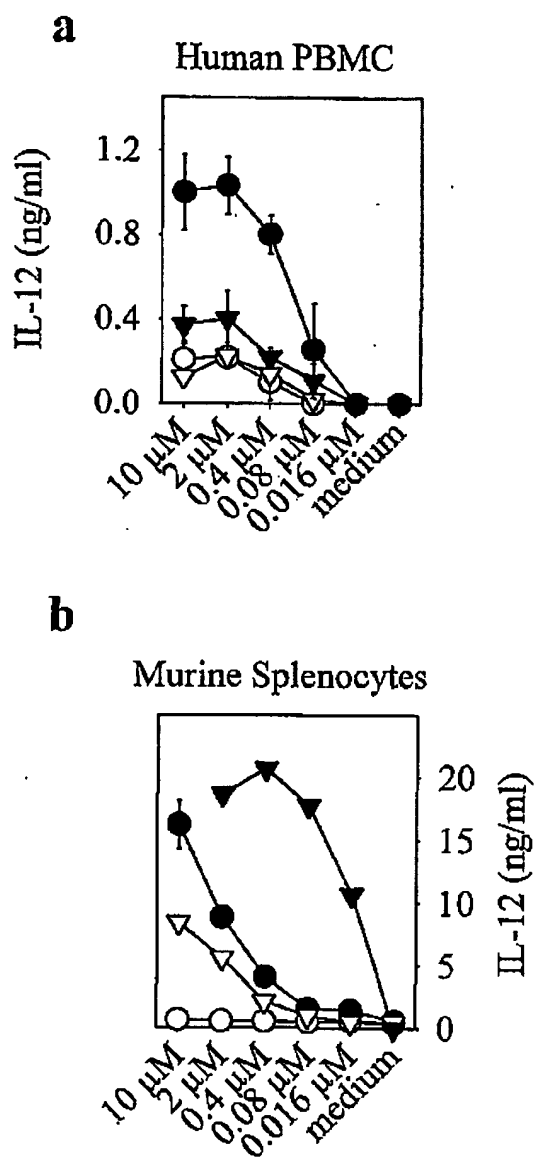 a
Human PBMC
IL-12 (ng/ml)
1.2
0.8
0.4
0.0
10 μM
2 μM
0.4 μM
0.08 μM
0.016 μM
medium
b
Murine Splenocytes
20
15
10
5
0
IL-12 (ng/ml)
10 μM
2 μM
0.4 μM
0.08 μM
0.016 μM
medium